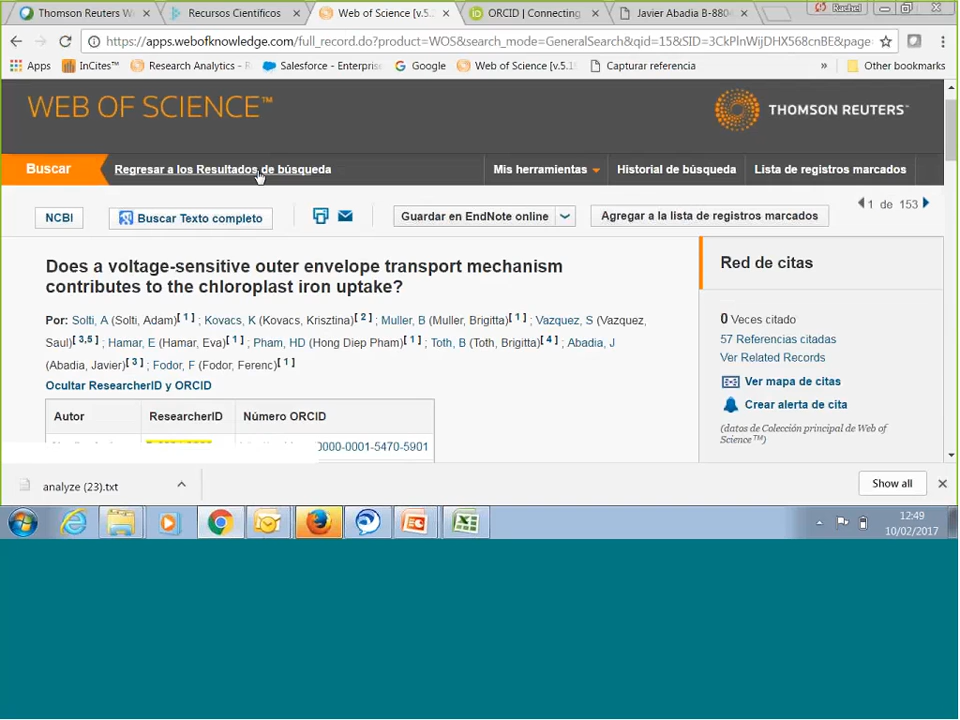 Thomson Reuters W
Recursos Científicos
Web of Science [v.5.
ORCID | Connecting
Javier Abadia B-880
Rachel
https://apps.webofknowledge.com/full_record.do?product=WOS&search_mode=GeneralSearch&qid=15&SID=3CkPlnWijDHX568cnBE&page
Apps InCites™ Research Analytics - Salesforce - Enterprise Google Web of Science [v.5.1 Capturar referencia » Other bookmarks
WEB OF SCIENCE™
THOMSON REUTERS™
Buscar Regresar a los Resultados de búsqueda Mis herramientas Historial de búsqueda Lista de registros marcados
NCBI Buscar Texto completo Guardar en EndNote online Agregar a la lista de registros marcados 1 de 153
Does a voltage-sensitive outer envelope transport mechanism
contributes to the chloroplast iron uptake?
Por: Solti, A (Solti, Adam)[ 1 ] ; Kovacs, K (Kovacs, Krisztina)[ 2 ] ; Muller, B (Muller, Brigitta)[ 1 ] ; Vazquez, S (Vazquez,
Saul)[ 3,5 ] ; Hamar, E (Hamar, Eva)[ 1 ] ; Pham, HD (Hong Diep Pham)[ 1 ] ; Toth, B (Toth, Brigitta)[ 4 ] ; Abadia, J
(Abadia, Javier)[ 3 ] ; Fodor, F (Fodor, Ferenc)[ 1 ]
Ocultar ResearcherID y ORCID
Autor ResearcherID Número ORCID
0000-0001-5470-5901
Red de citas
0 Veces citado
57 Referencias citadas
Ver Related Records
Ver mapa de citas
Crear alerta de cita
(datos de Colección principal de Web of
Science™)
analyze (23).txt
Show all
12:49
10/02/2017